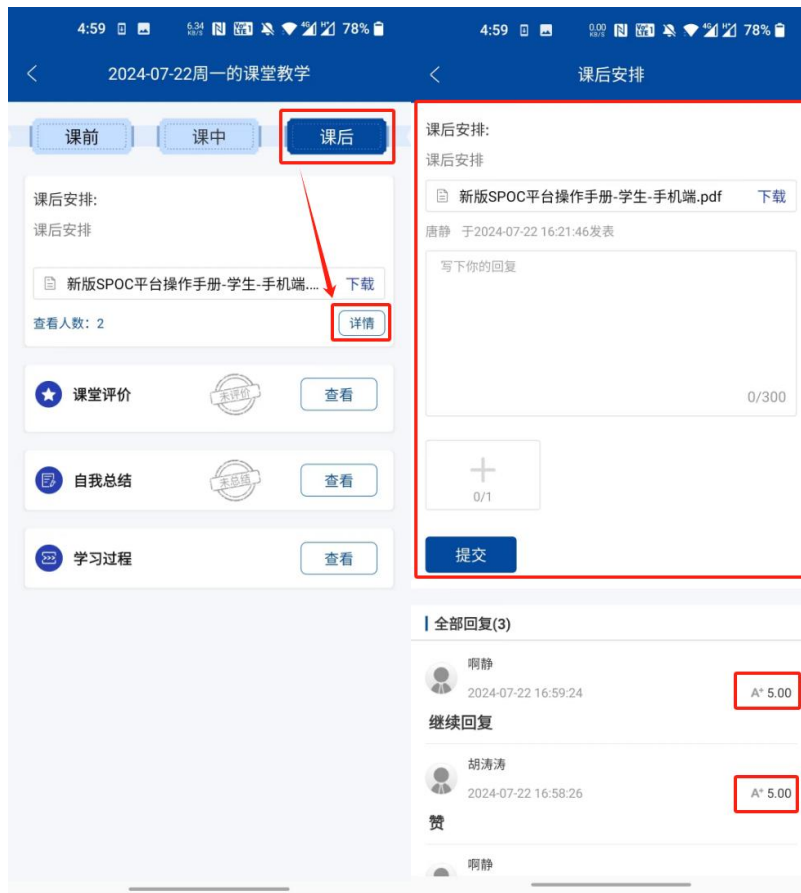 4:59 6.34 KB/S 78%
2024-07-22周一的课堂教学
课前 课中 课后
课后安排:
课后安排
新版SPOC平台操作手册-学生-手机端.... 下载
查看人数: 2 详情
课堂评价 未评价 查看
自我总结 未总结 查看
学习过程 查看
4:59 0.00 KB/S 78%
课后安排
课后安排:
课后安排
新版SPOC平台操作手册-学生-手机端.pdf 下载
唐静 于2024-07-22 16:21:46发表
写下你的回复
0/300
0/1
提交
全部回复(3)
啊静
2024-07-22 16:59:24 A+ 5.00
继续回复
胡涛涛
2024-07-22 16:58:26 A+ 5.00
赞
啊静